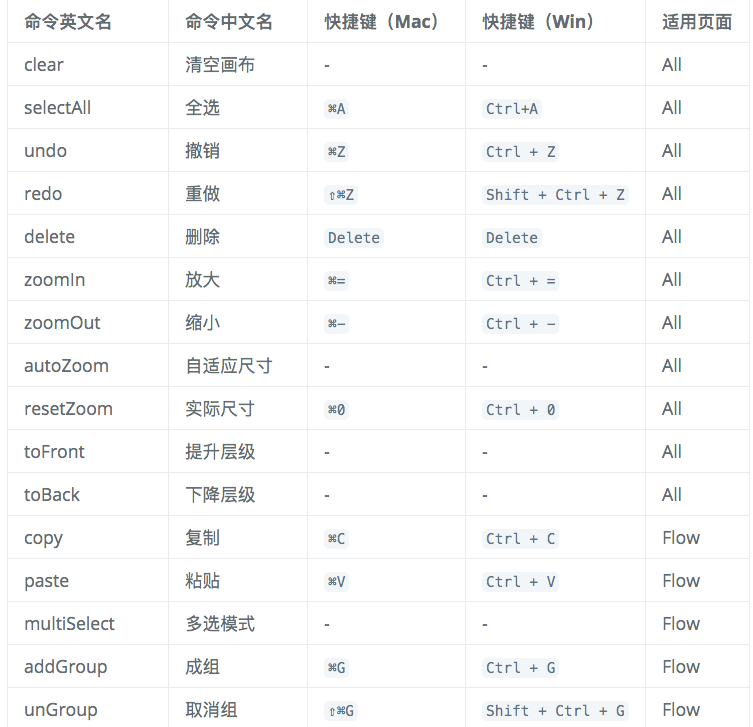 命令英文名 命令中文名 快捷键（Mac） 快捷键（Win） 适用页面
clear 清空画布 - - All
selectAll 全选 ⌘A Ctrl+A All
undo 撤销 ⌘Z Ctrl + Z All
redo 重做 ⇧⌘Z Shift + Ctrl + Z All
delete 删除 Delete Delete All
zoomIn 放大 ⌘= Ctrl + = All
zoomOut 缩小 ⌘− Ctrl + − All
autoZoom 自适应尺寸 - - All
resetZoom 实际尺寸 ⌘0 Ctrl + 0 All
toFront 提升层级 - - All
toBack 下降层级 - - All
copy 复制 ⌘C Ctrl + C Flow
paste 粘贴 ⌘V Ctrl + V Flow
multiSelect 多选模式 - - Flow
addGroup 成组 ⌘G Ctrl + G Flow
unGroup 取消组 ⇧⌘G Shift + Ctrl + G Flow